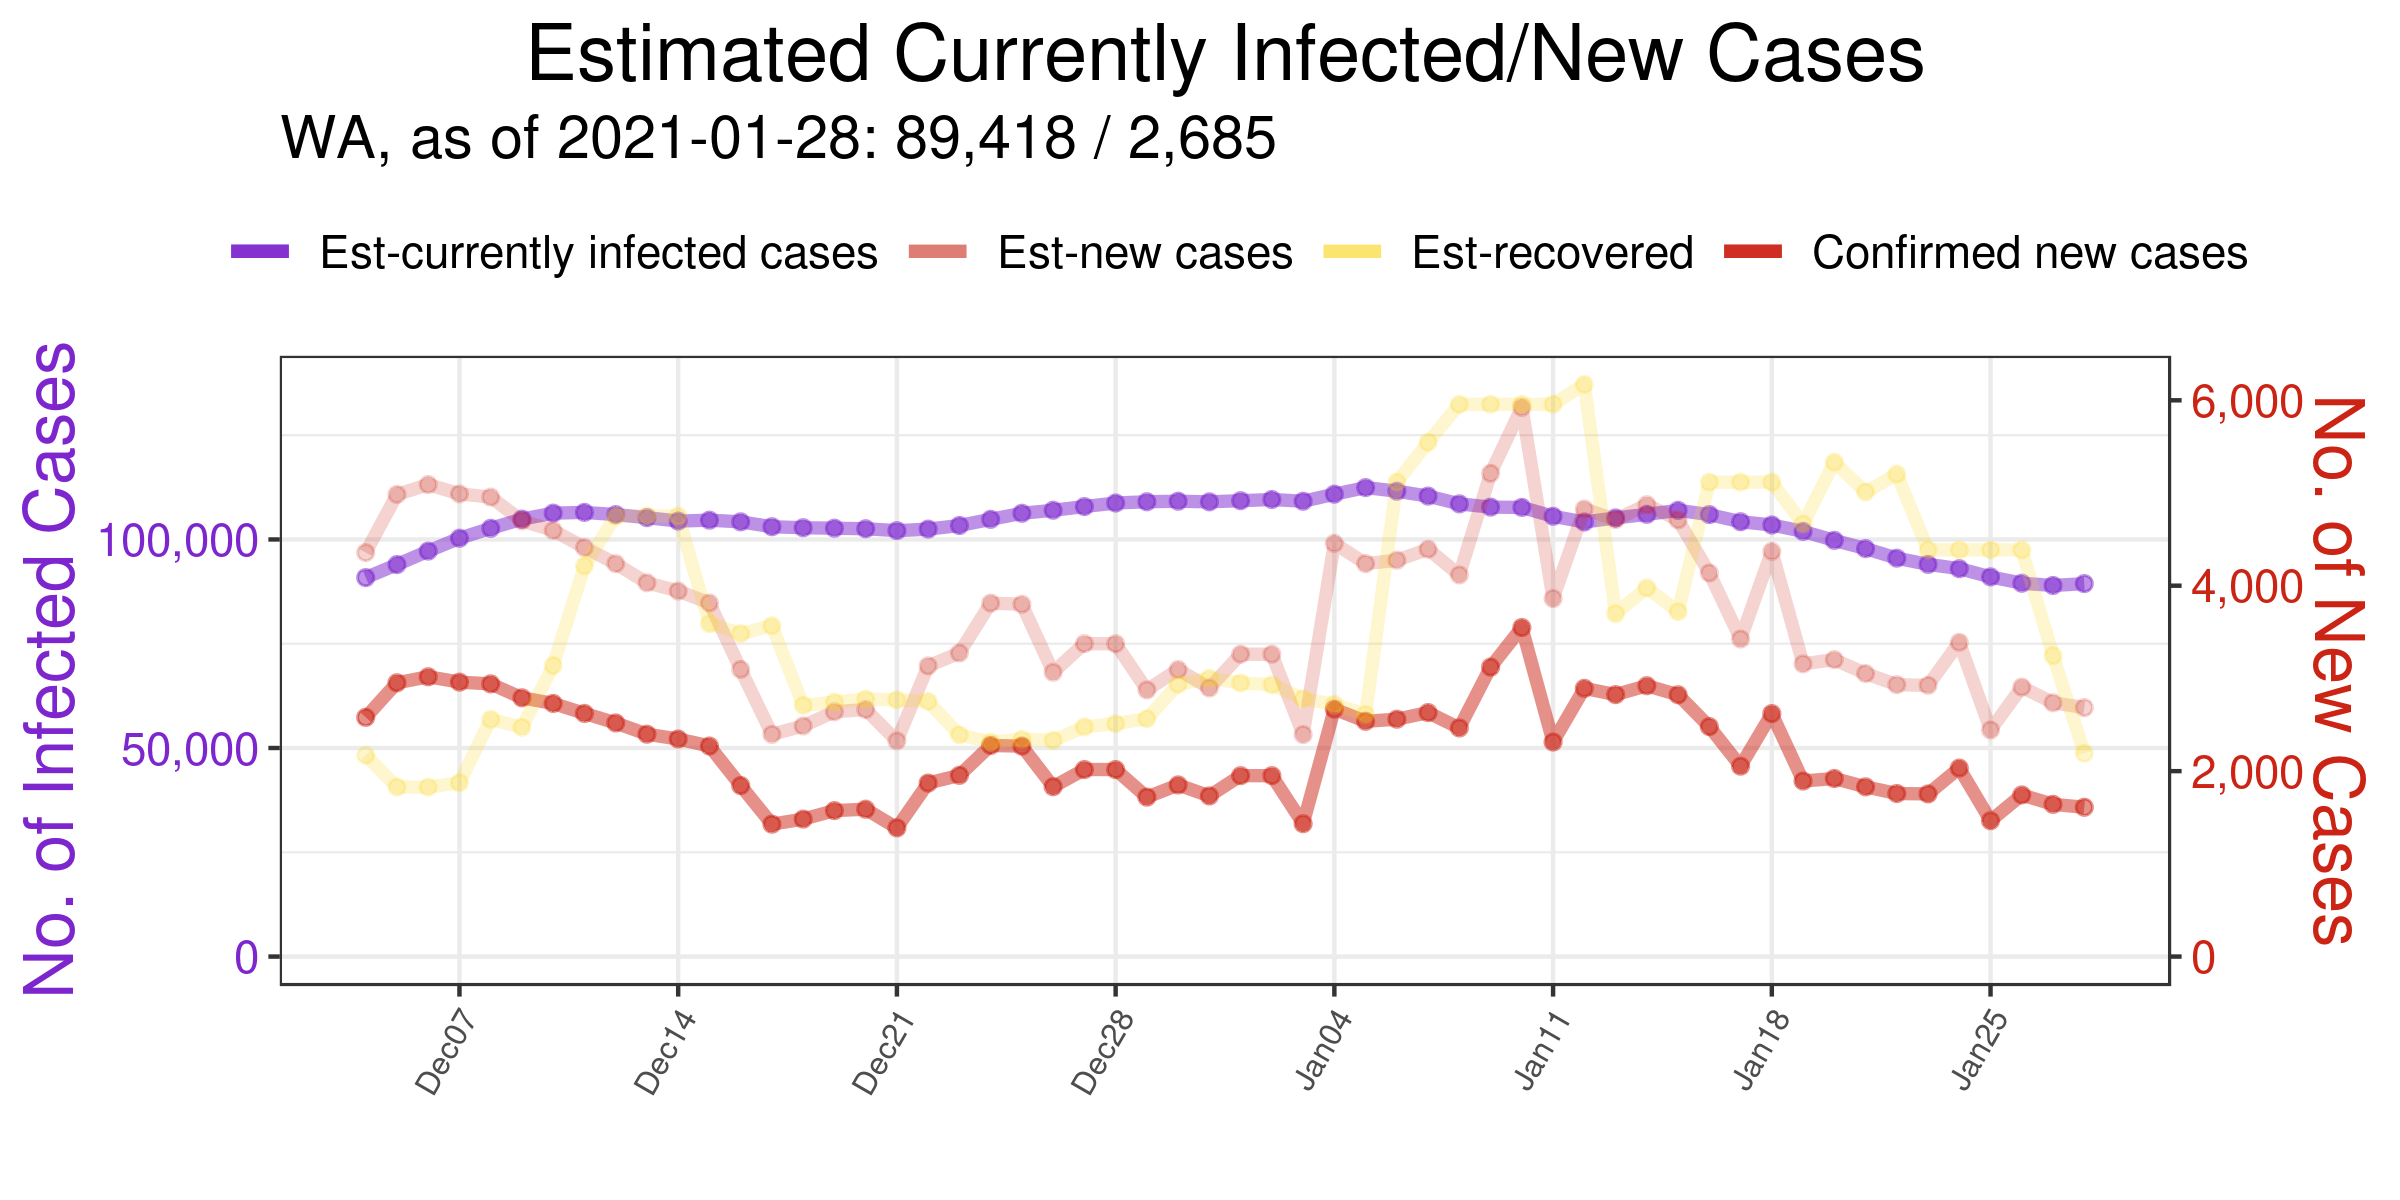 Estimated Currently Infected/New Cases
WA, as of 2021-01-28: 89,418 / 2,685
Est-currently infected cases Est-new cases Est-recovered Confirmed new cases
No. of Infected Cases
100,000
50,000
0
6,000
4,000
2,000
0
No. of New Cases
Dec07 Dec14 Dec21 Dec28 Jan04 Jan11 Jan18 Jan25